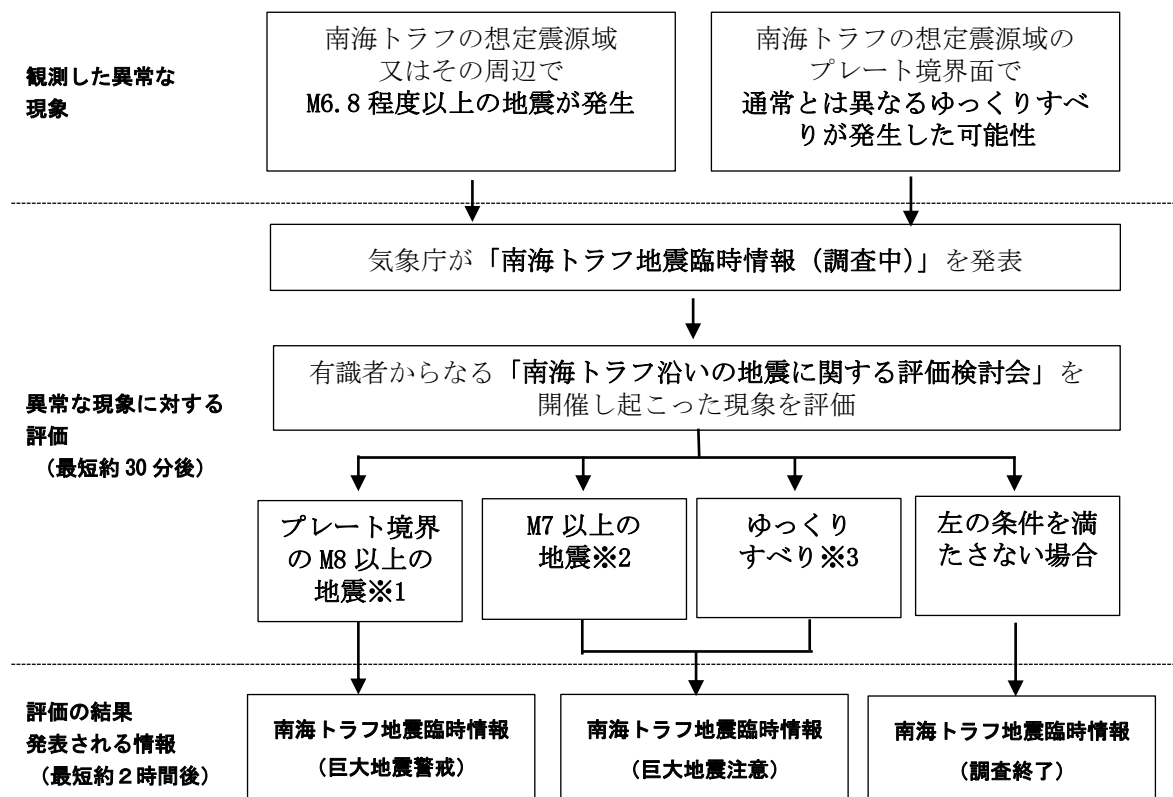 観測した異常な
現象
南海トラフの想定震源域
又はその周辺で
M6.8 程度以上の地震が発生
南海トラフの想定震源域の
プレート境界面で
通常とは異なるゆっくりすべ
りが発生した可能性
気象庁が「南海トラフ地震臨時情報（調査中）」を発表
異常な現象に対する
評価
（最短約 30 分後）
有識者からなる「南海トラフ沿いの地震に関する評価検討会」を
開催し起こった現象を評価
プレート境界
の M8 以上の
地震※1
M7 以上の
地震※2
ゆっくり
すべり※3
左の条件を満
たさない場合
評価の結果
発表される情報
（最短約２時間後）
南海トラフ地震臨時情報
（巨大地震警戒）
南海トラフ地震臨時情報
（巨大地震注意）
南海トラフ地震臨時情報
（調査終了）